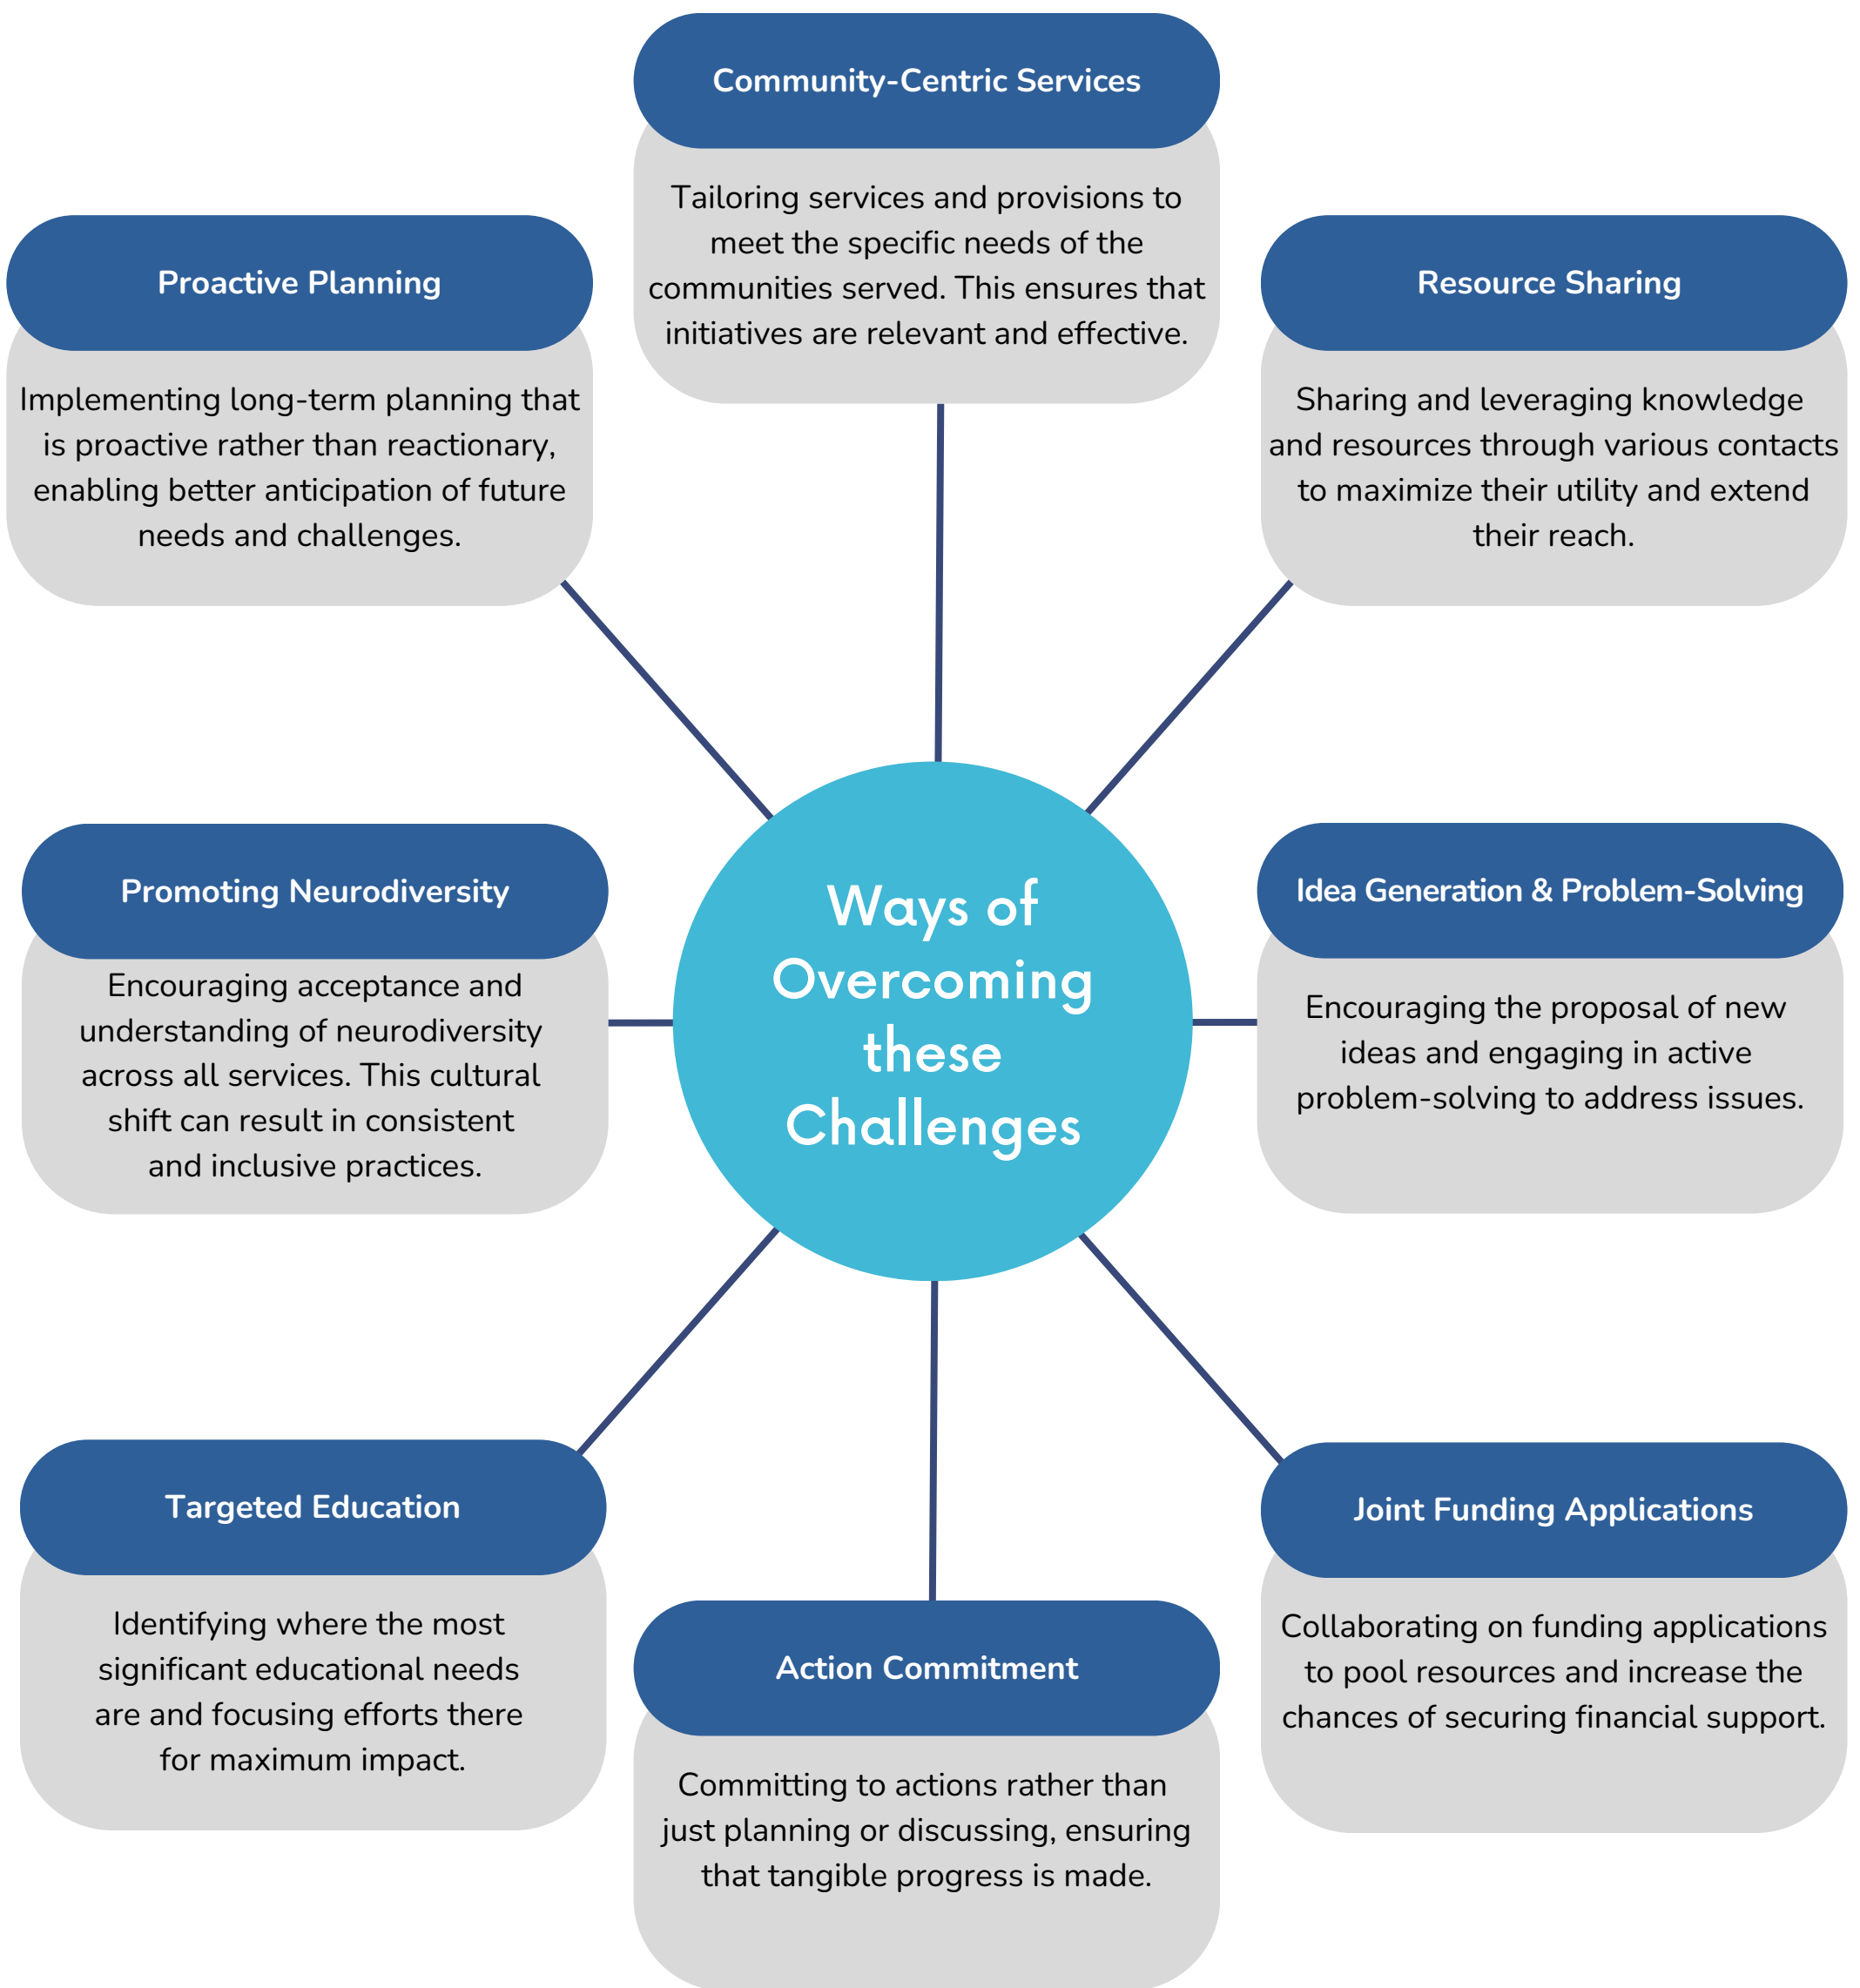 Community-Centric Services
Tailoring services and provisions to
meet the specific needs of the
communities served. This ensures that
initiatives are relevant and effective.
Proactive Planning
Implementing long-term planning that
is proactive rather than reactionary,
enabling better anticipation of future
needs and challenges.
Resource Sharing
Sharing and leveraging knowledge
and resources through various contacts
to maximize their utility and extend
their reach.
Promoting Neurodiversity
Encouraging acceptance and
understanding of neurodiversity
across all services. This cultural
shift can result in consistent
and inclusive practices.
Ways of
Overcoming
these
Challenges
Idea Generation & Problem-Solving
Encouraging the proposal of new
ideas and engaging in active
problem-solving to address issues.
Targeted Education
Identifying where the most
significant educational needs
are and focusing efforts there
for maximum impact.
Action Commitment
Committing to actions rather than
just planning or discussing, ensuring
that tangible progress is made.
Joint Funding Applications
Collaborating on funding applications
to pool resources and increase the
chances of securing financial support.